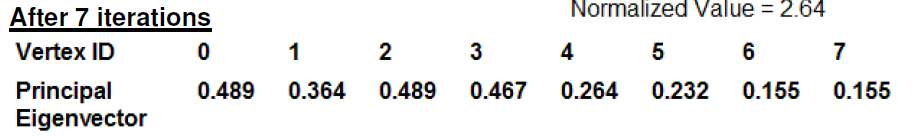 Normalized Value = 2.64
After 7 iterations
Vertex ID 0 1 2 3 4 5 6 7
Principal 0.489 0.364 0.489 0.467 0.264 0.232 0.155 0.155
Eigenvector